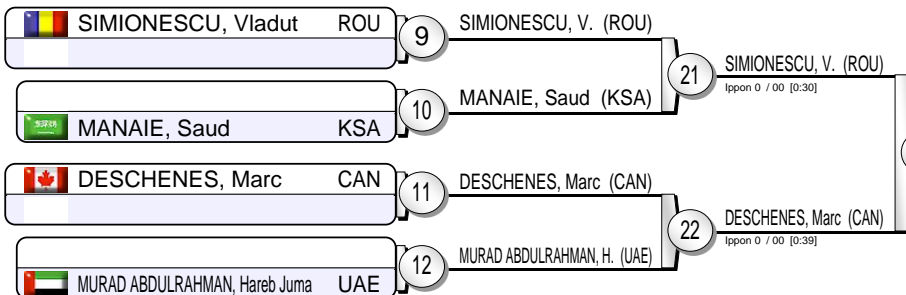 SIMIONESCU, Vladut ROU
9
SIMIONESCU, V. (ROU)
21
SIMIONESCU, V. (ROU)
Ippon 0 / 00 [0:30]
MANAIE, Saud KSA
10
MANAIE, Saud (KSA)
DESCHENES, Marc CAN
11
DESCHENES, Marc (CAN)
22
DESCHENES, Marc (CAN)
Ippon 0 / 00 [0:39]
MURAD ABDULRAHMAN, Hareb Juma UAE
12
MURAD ABDULRAHMAN, H. (UAE)